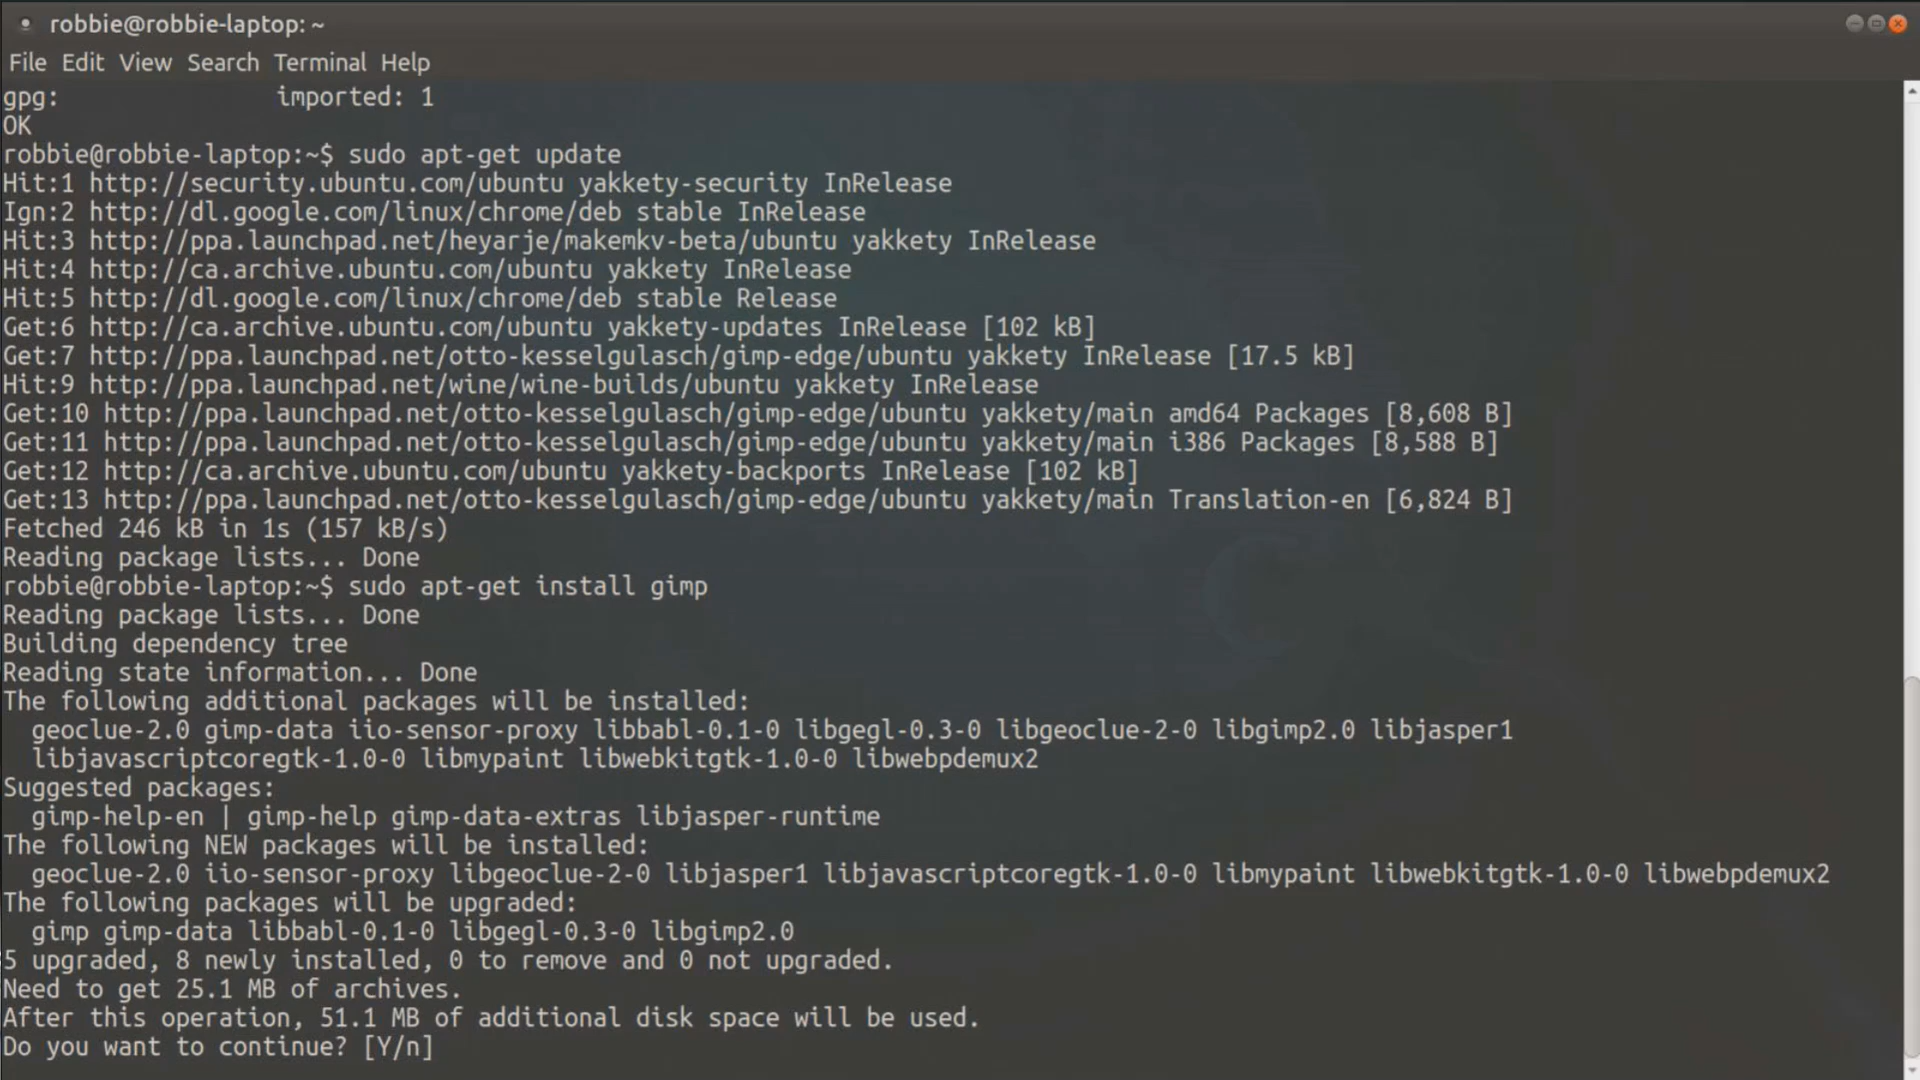 robbie@robbie-laptop: ~
File Edit View Search Terminal Help
gpg:               imported: 1
OK
robbie@robbie-laptop:~$ sudo apt-get update
Hit:1 http://security.ubuntu.com/ubuntu yakkety-security InRelease
Ign:2 http://dl.google.com/linux/chrome/deb stable InRelease
Hit:3 http://ppa.launchpad.net/heyarje/makemkv-beta/ubuntu yakkety InRelease
Hit:4 http://ca.archive.ubuntu.com/ubuntu yakkety InRelease
Hit:5 http://dl.google.com/linux/chrome/deb stable Release
Get:6 http://ca.archive.ubuntu.com/ubuntu yakkety-updates InRelease [102 kB]
Get:7 http://ppa.launchpad.net/otto-kesselgulasch/gimp-edge/ubuntu yakkety InRelease [17.5 kB]
Hit:9 http://ppa.launchpad.net/wine/wine-builds/ubuntu yakkety InRelease
Get:10 http://ppa.launchpad.net/otto-kesselgulasch/gimp-edge/ubuntu yakkety/main amd64 Packages [8,608 B]
Get:11 http://ppa.launchpad.net/otto-kesselgulasch/gimp-edge/ubuntu yakkety/main i386 Packages [8,588 B]
Get:12 http://ca.archive.ubuntu.com/ubuntu yakkety-backports InRelease [102 kB]
Get:13 http://ppa.launchpad.net/otto-kesselgulasch/gimp-edge/ubuntu yakkety/main Translation-en [6,824 B]
Fetched 246 kB in 1s (157 kB/s)
Reading package lists... Done
robbie@robbie-laptop:~$ sudo apt-get install gimp
Reading package lists... Done
Building dependency tree
Reading state information... Done
The following additional packages will be installed:
  geoclue-2.0 gimp-data iio-sensor-proxy libbabl-0.1-0 libgegl-0.3-0 libgeoclue-2-0 libgimp2.0 libjasper1
  libjavascriptcoregtk-1.0-0 libmypaint libwebkitgtk-1.0-0 libwebpdemux2
Suggested packages:
  gimp-help-en | gimp-help gimp-data-extras libjasper-runtime
The following NEW packages will be installed:
  geoclue-2.0 iio-sensor-proxy libgeoclue-2-0 libjasper1 libjavascriptcoregtk-1.0-0 libmypaint libwebkitgtk-1.0-0 libwebpdemux2
The following packages will be upgraded:
  gimp gimp-data libbabl-0.1-0 libgegl-0.3-0 libgimp2.0
5 upgraded, 8 newly installed, 0 to remove and 0 not upgraded.
Need to get 25.1 MB of archives.
After this operation, 51.1 MB of additional disk space will be used.
Do you want to continue? [Y/n]